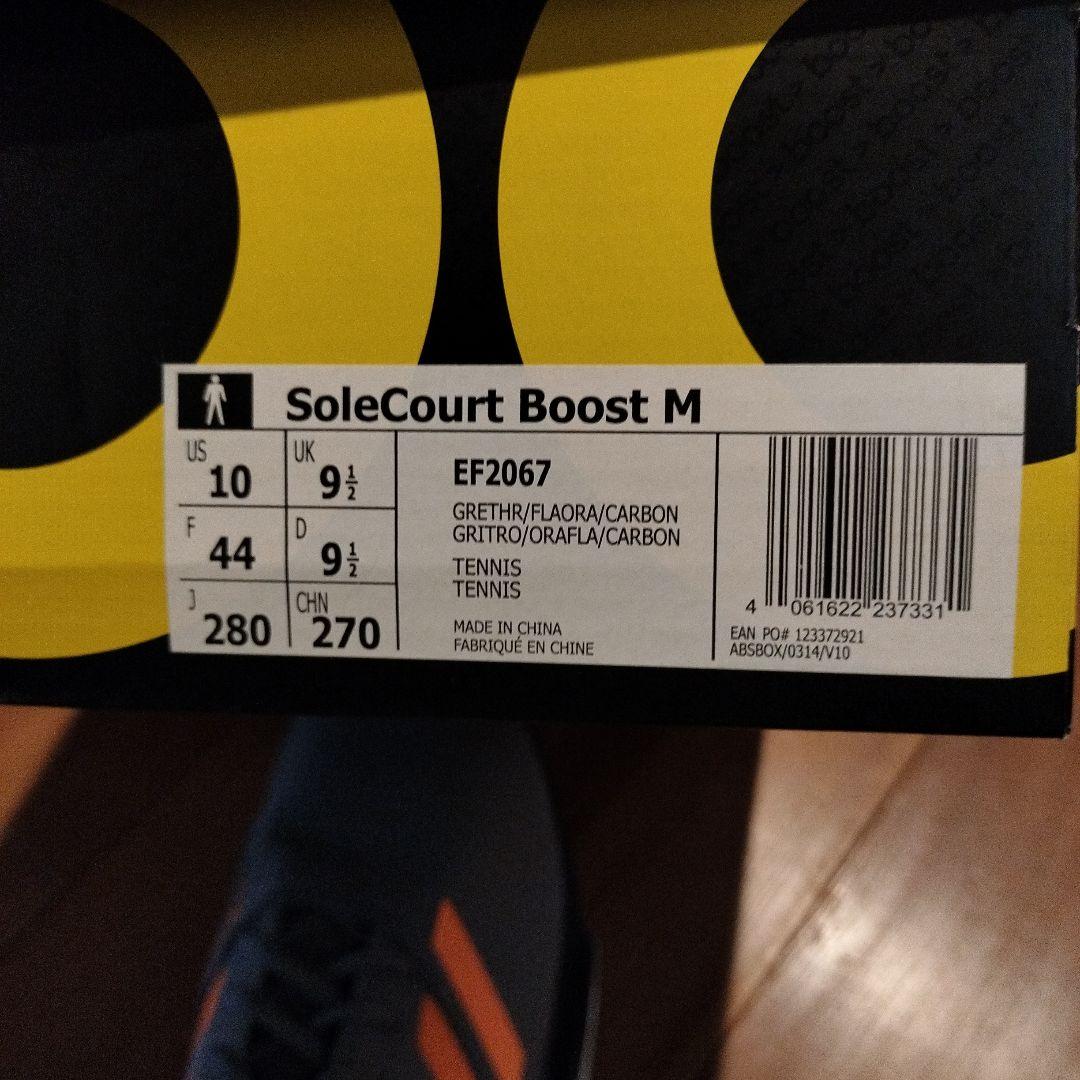 SoleCourt Boost M
US
10
UK
9 1/2
F
44
D
9 1/2
J
280
CHN
270
EF2067
GRETHR/FLAORA/CARBON
GRITRO/ORAFLA/CARBON
TENNIS
TENNIS
MADE IN CHINA
FABRIQUÉ EN CHINE
4 061622 237331
EAN PO# 123372921
ABSBOX/0314/V10